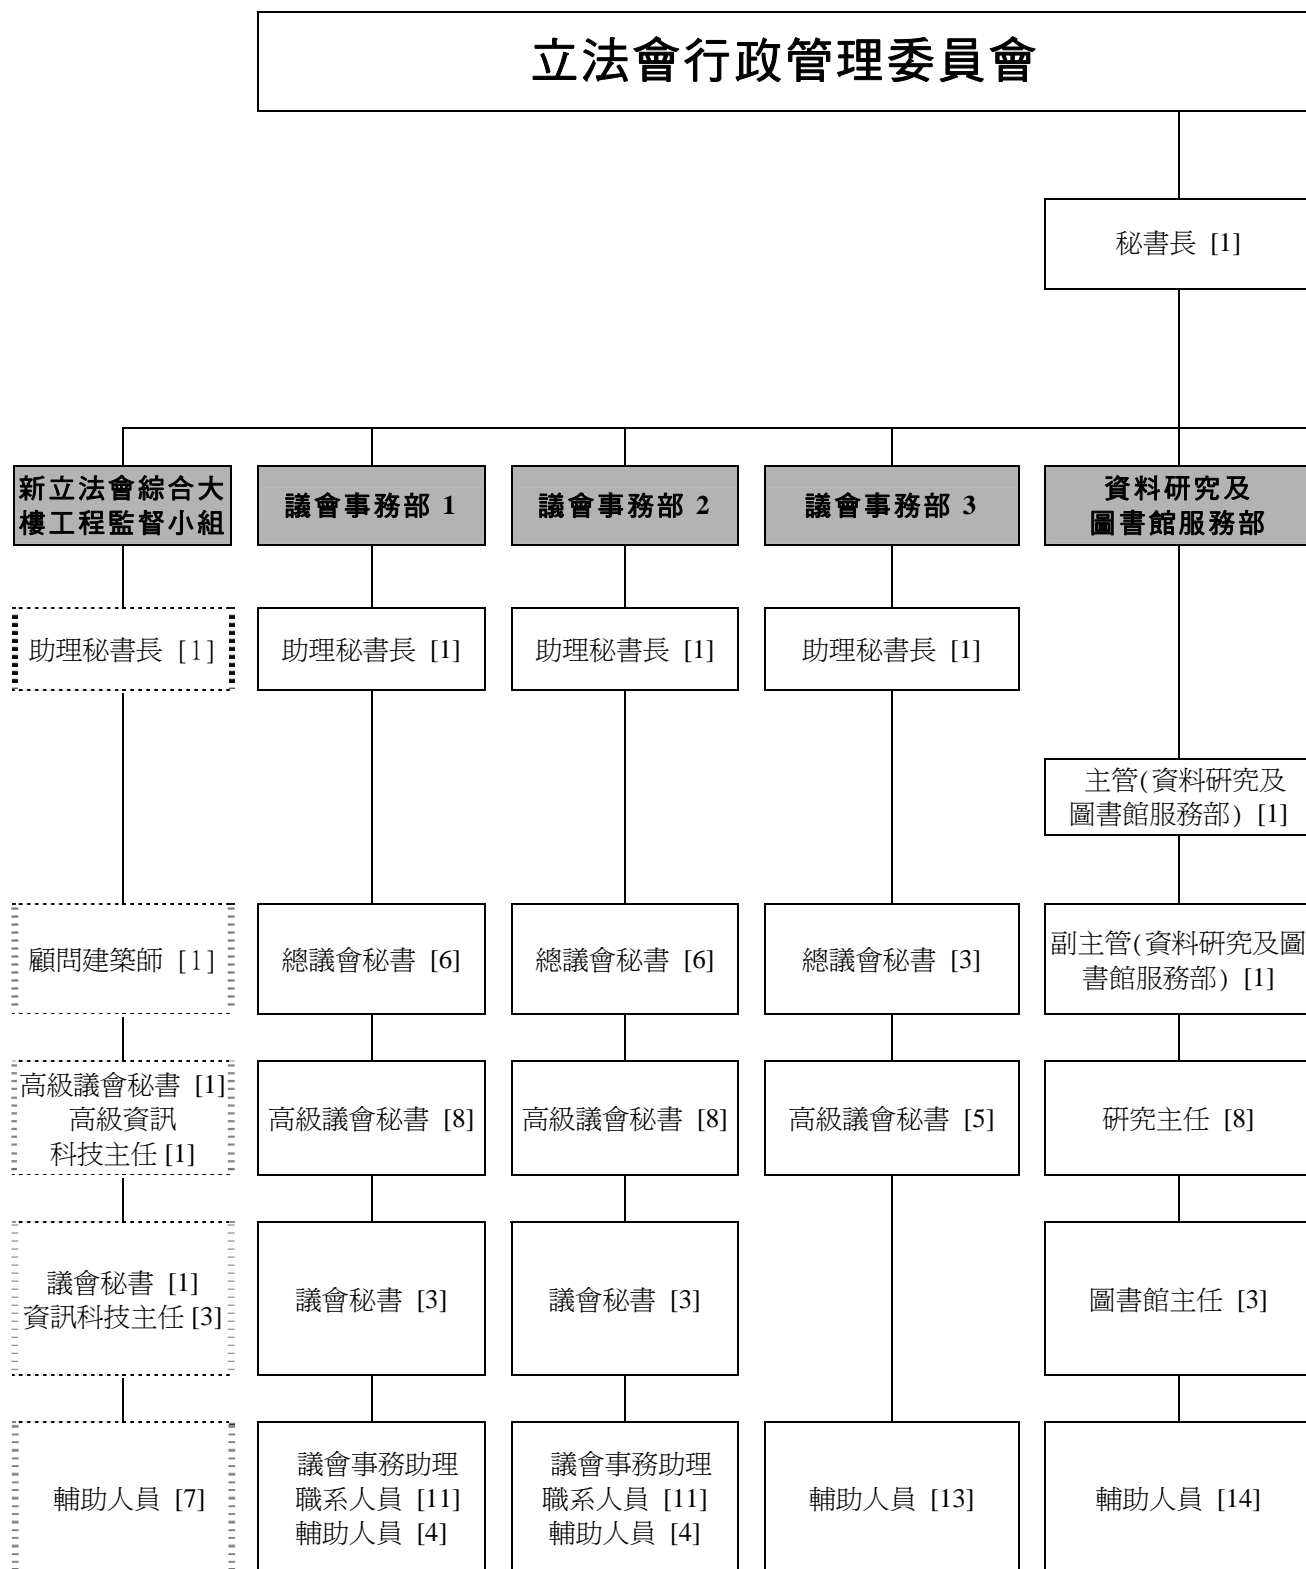 立法會行政管理委員會
秘書長 [1]
新立法會綜合大
樓工程監督小組
議會事務部 1
議會事務部 2
議會事務部 3
資料研究及
圖書館服務部
助理秘書長 [1]
助理秘書長 [1]
助理秘書長 [1]
助理秘書長 [1]
主管(資料研究及
圖書館服務部) [1]
顧問建築師 [1]
總議會秘書 [6]
總議會秘書 [6]
總議會秘書 [3]
副主管(資料研究及圖
書館服務部) [1]
高級議會秘書 [1]
高級資訊
科技主任 [1]
高級議會秘書 [8]
高級議會秘書 [8]
高級議會秘書 [5]
研究主任 [8]
議會秘書 [1]
資訊科技主任 [3]
議會秘書 [3]
議會秘書 [3]
圖書館主任 [3]
輔助人員 [7]
議會事務助理
職系人員 [11]
輔助人員 [4]
議會事務助理
職系人員 [11]
輔助人員 [4]
輔助人員 [13]
輔助人員 [14]